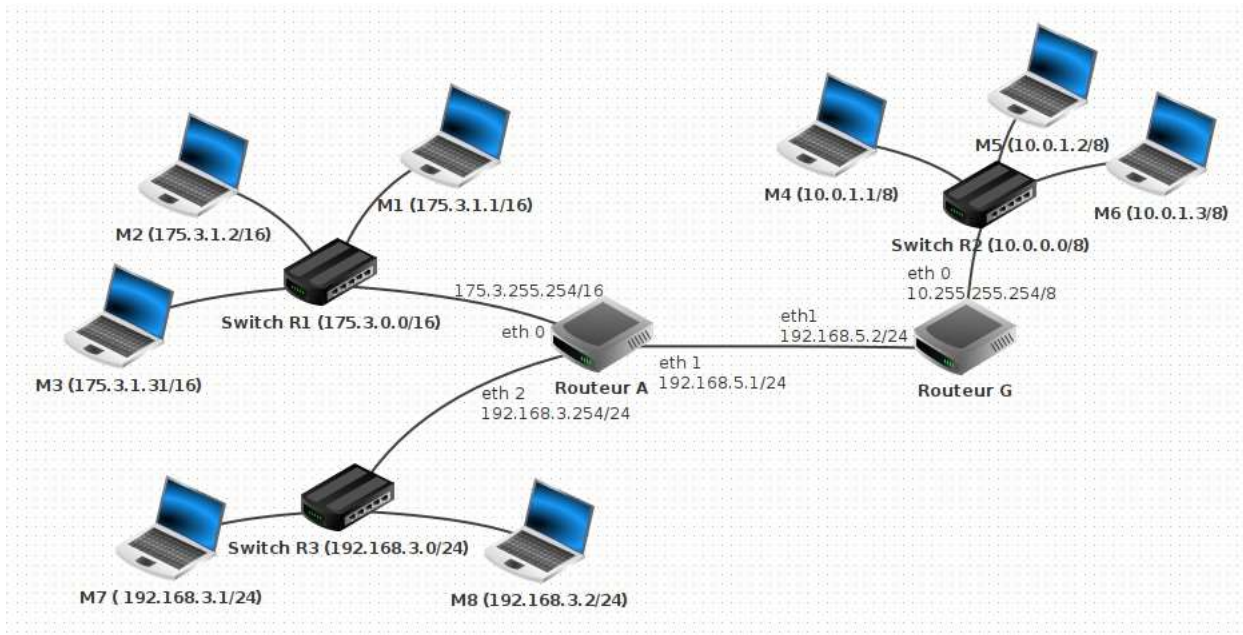 M5 (10.0.1.2/8)
M4 (10.0.1.1/8)
M1 (175.3.1.1/16)
M6 (10.0.1.3/8)
M2 (175.3.1.2/16)
Switch R2 (10.0.0.0/8)
eth 0
10.255.255.254/8
175.3.255.254/16
Switch R1 (175.3.0.0/16)
eth 0
eth1
192.168.5.2/24
eth 1
192.168.5.1/24
M3 (175.3.1.31/16)
Routeur A
Routeur G
eth 2
192.168.3.254/24
Switch R3 (192.168.3.0/24)
M7 ( 192.168.3.1/24)
M8 (192.168.3.2/24)